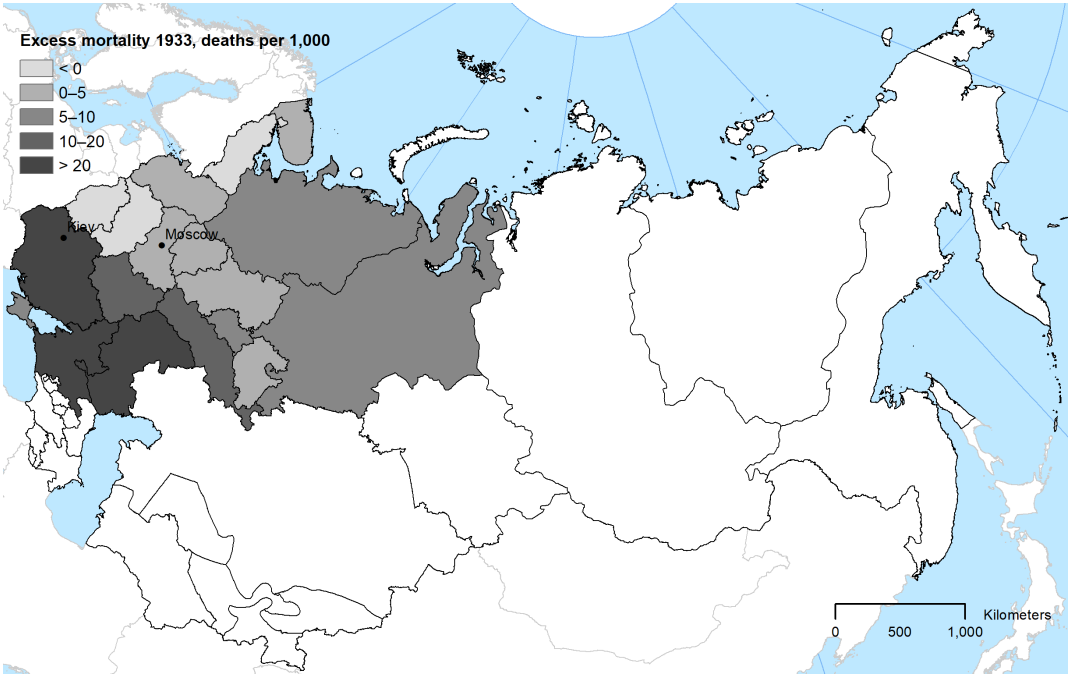 Excess mortality 1933, deaths per 1,000
< 0
0–5
5–10
10–20
> 20
Kiev
Moscow
Kilometers
0 500 1,000